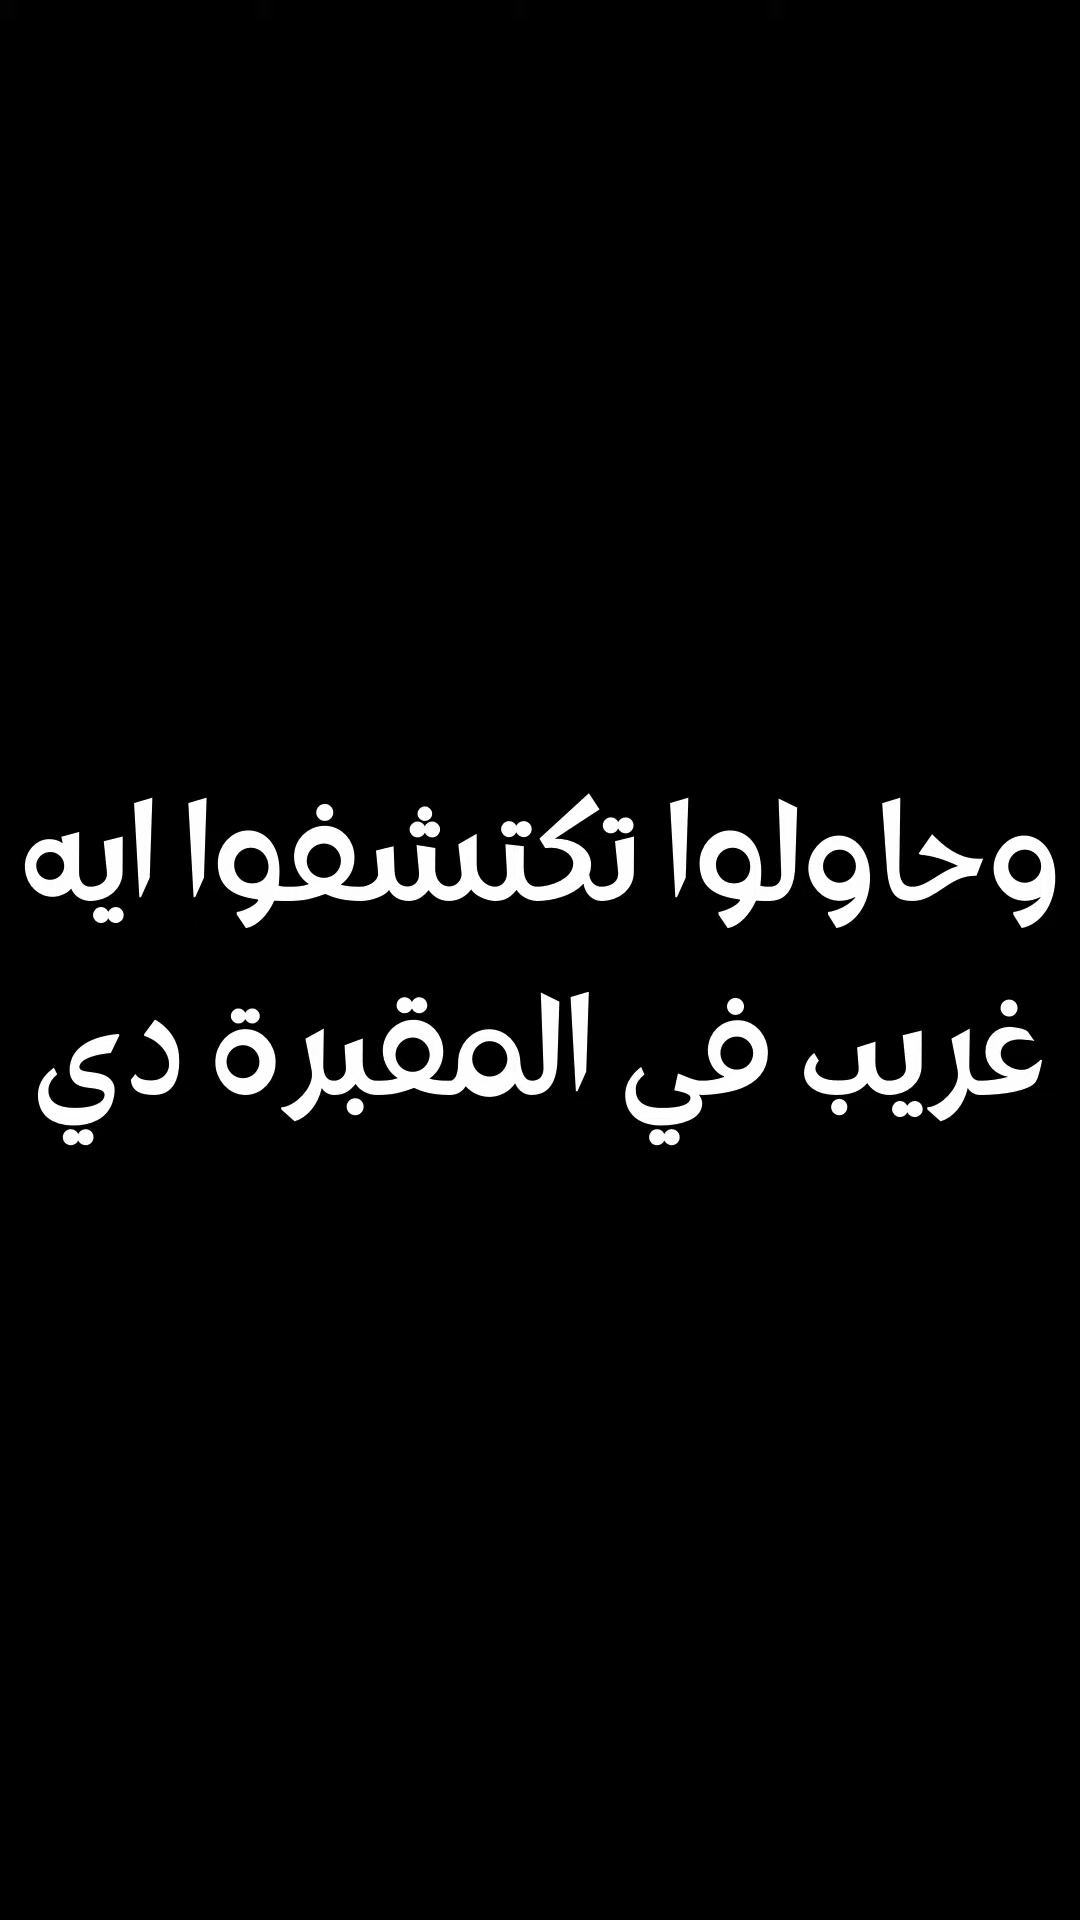 وحاولوا تكتشفوا ايه
غريب في المقبرة دي